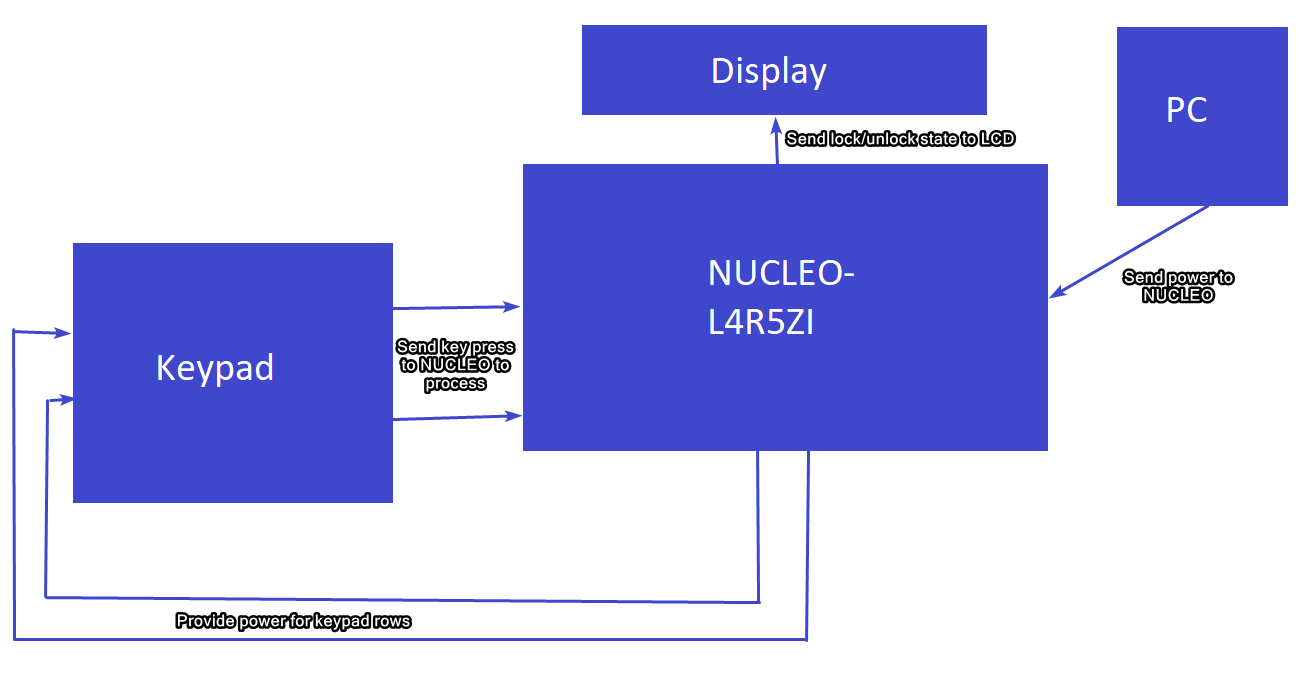 Display
PC
Send lock/unlock state to LCD
NUCLEO-
L4R5ZI
Send power to
NUCLEO
Keypad
Send key press
to NUCLEO to
process
Provide power for keypad rows